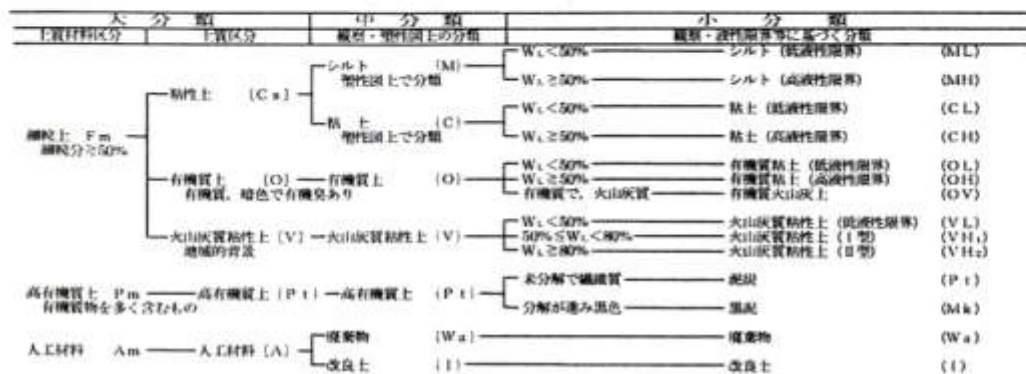 大 分 類 中 分 類 小 分 類
土質材料区分 土質区分 観察・塑性図上の分類 観察・液性限界等に基づく分類
W L<50% シルト (低液性限界) (ML)
シルト (M)
塑性図上で分類 W L≧50% シルト (高液性限界) (MH)
粘性土 [Cs]
W L<50% 粘土 (低液性限界) (CL)
粘 土 (C)
塑性図上で分類 W L≧50% 粘土 (高液性限界) (CH)
細粒土 Fm
細粒分≧50%
W L<50% 有機質粘土 (低液性限界) (OL)
有機質土 [O] 有機質土 (O) W L≧50% 有機質粘土 (高液性限界) (OH)
有機質, 暗色で有機臭あり 有機質で, 火山灰質 有機質火山灰土 (OV)
W L<50% 火山灰質粘性土 (低液性限界) (VL)
火山灰質粘性土 [V] 火山灰質粘性土 (V) 50%≦W L<80% 火山灰質粘性土 (I型) (VH₁)
地域的背景 W L≧80% 火山灰質粘性土 (II型) (VH₂)
未分解で繊維質 泥炭 (Pt)
高有機質土 Pm 高有機質土 [Pt] 高有機質土 (Pt)
有機質物を多く含むもの 分解が進み黒色 黒泥 (Mk)
廃棄物 (Wa) 廃棄物 (Wa)
人工材料 Am 人工材料 [A]
改良土 (I) 改良土 (I)